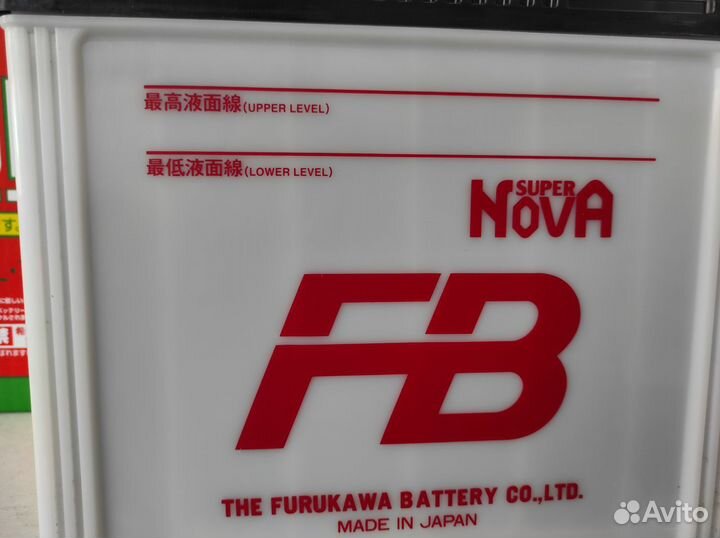 最高液面線(UPPER LEVEL)
最低液面線(LOWER LEVEL)
SUPER
NOVA
FB
THE FURUKAWA BATTERY CO.,LTD.
MADE IN JAPAN
Avito